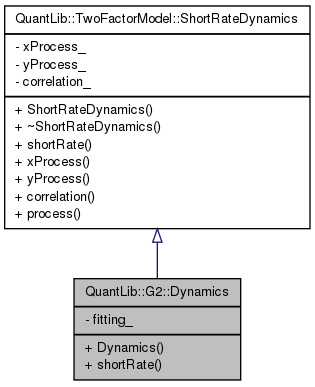 QuantLib::TwoFactorModel::ShortRateDynamics
- xProcess_
- yProcess_
- correlation_
+ ShortRateDynamics()
+ ~ShortRateDynamics()
+ shortRate()
+ xProcess()
+ yProcess()
+ correlation()
+ process()
QuantLib::G2::Dynamics
- fitting_
+ Dynamics()
+ shortRate()